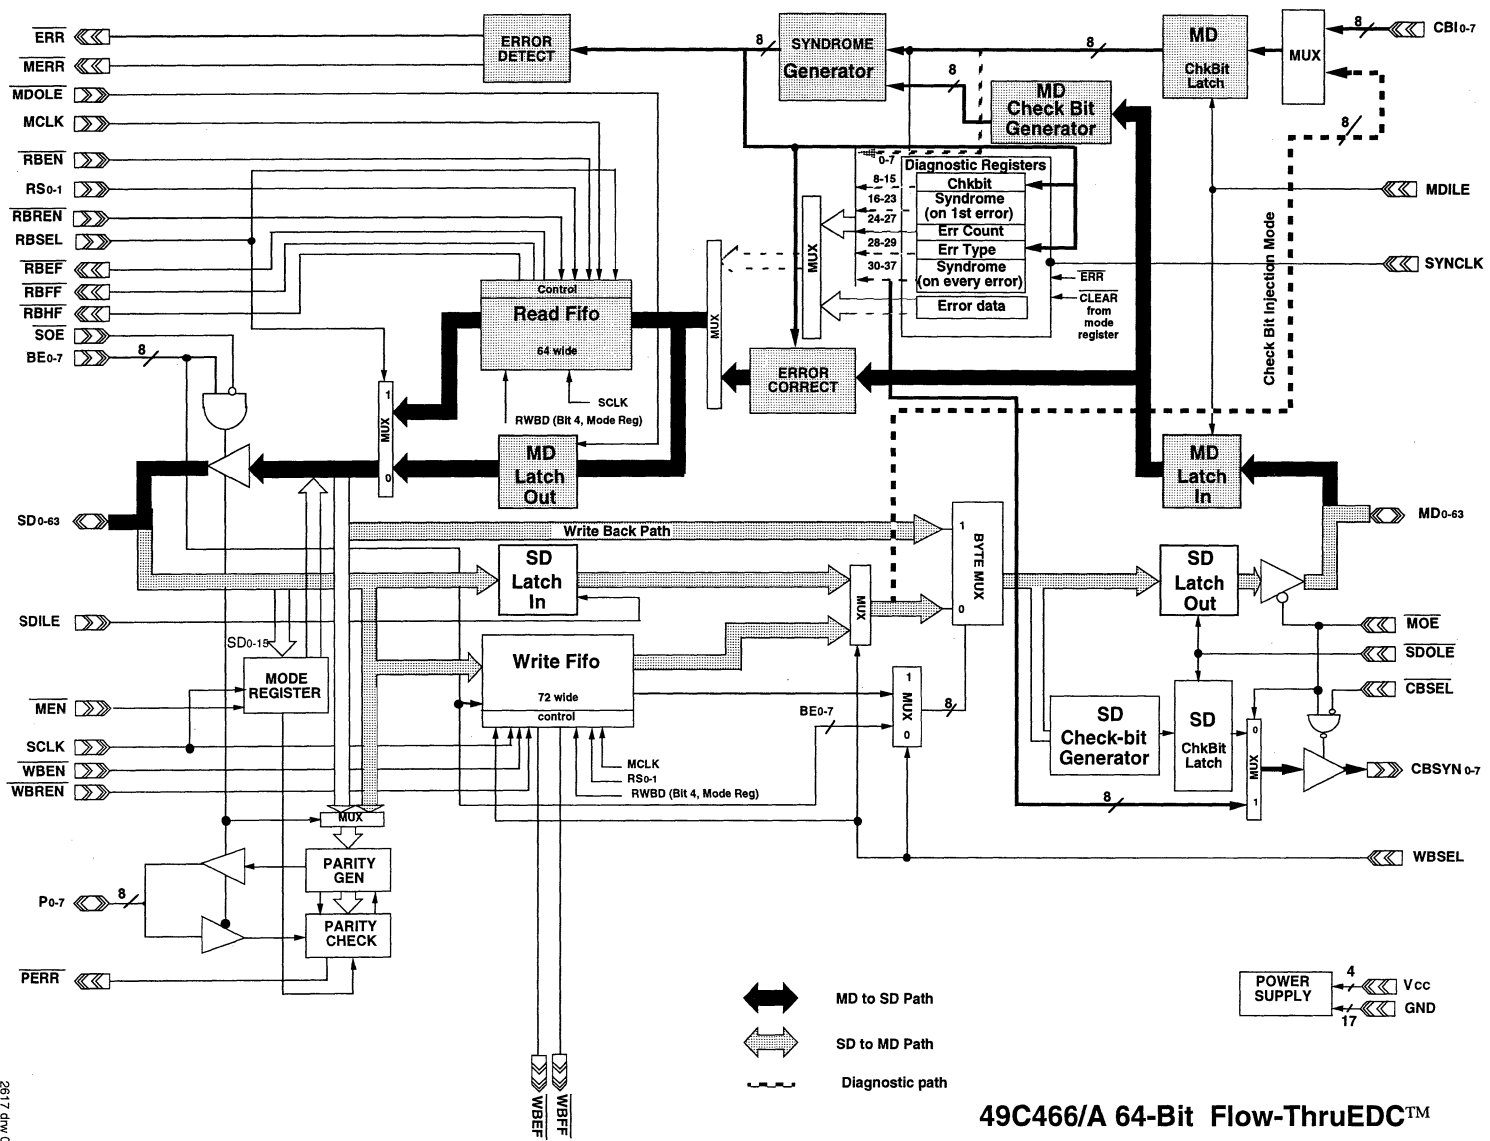 ERR
MERR
MDOLE
MCLK
RBEN
RS0-1
RBREN
RBSEL
RBEF
RBFF
RBHF
SOE
BE0-7
8
ERROR
DETECT
8
SYNDROME
Generator
8
8
MD
ChkBit
Latch
MUX
8
CBI0-7
8
MD
Check Bit
Generator
MDILE
SYNCLK
Check Bit Injection Mode
0-7
8-15
16-23
24-27
28-29
30-37
Diagnostic Registers
Chkbit
Syndrome
(on 1st error)
Err Count
Err Type
Syndrome
(on every error)
Error data
ERR
CLEAR
from
mode
register
MUX
MUX
Control
Read Fifo
64 wide
SCLK
RWBD (Bit 4, Mode Reg)
ERROR
CORRECT
1
MUX
0
MD
Latch
Out
MD
Latch
In
SD0-63
MD0-63
Write Back Path
SD
Latch
In
MUX
1
BYTE MUX
0
SD
Latch
Out
SDILE
SD0-15
MODE
REGISTER
Write Fifo
72 wide
control
1
MUX
0
BE0-7
8
MOE
SDOLE
CBSEL
SD
Check-bit
Generator
SD
ChkBit
Latch
0
MUX
1
8
CBSYN0-7
MEN
SCLK
WBEN
WBREN
MCLK
RS0-1
RWBD (Bit 4, Mode Reg)
MUX
PARITY
GEN
PARITY
CHECK
P0-7
8
PERR
WBSEL
WBEF
WBFF
POWER
SUPPLY
4
Vcc
17
GND
MD to SD Path
SD to MD Path
Diagnostic path
49C466/A 64-Bit Flow-ThruEDC™
2617 drw